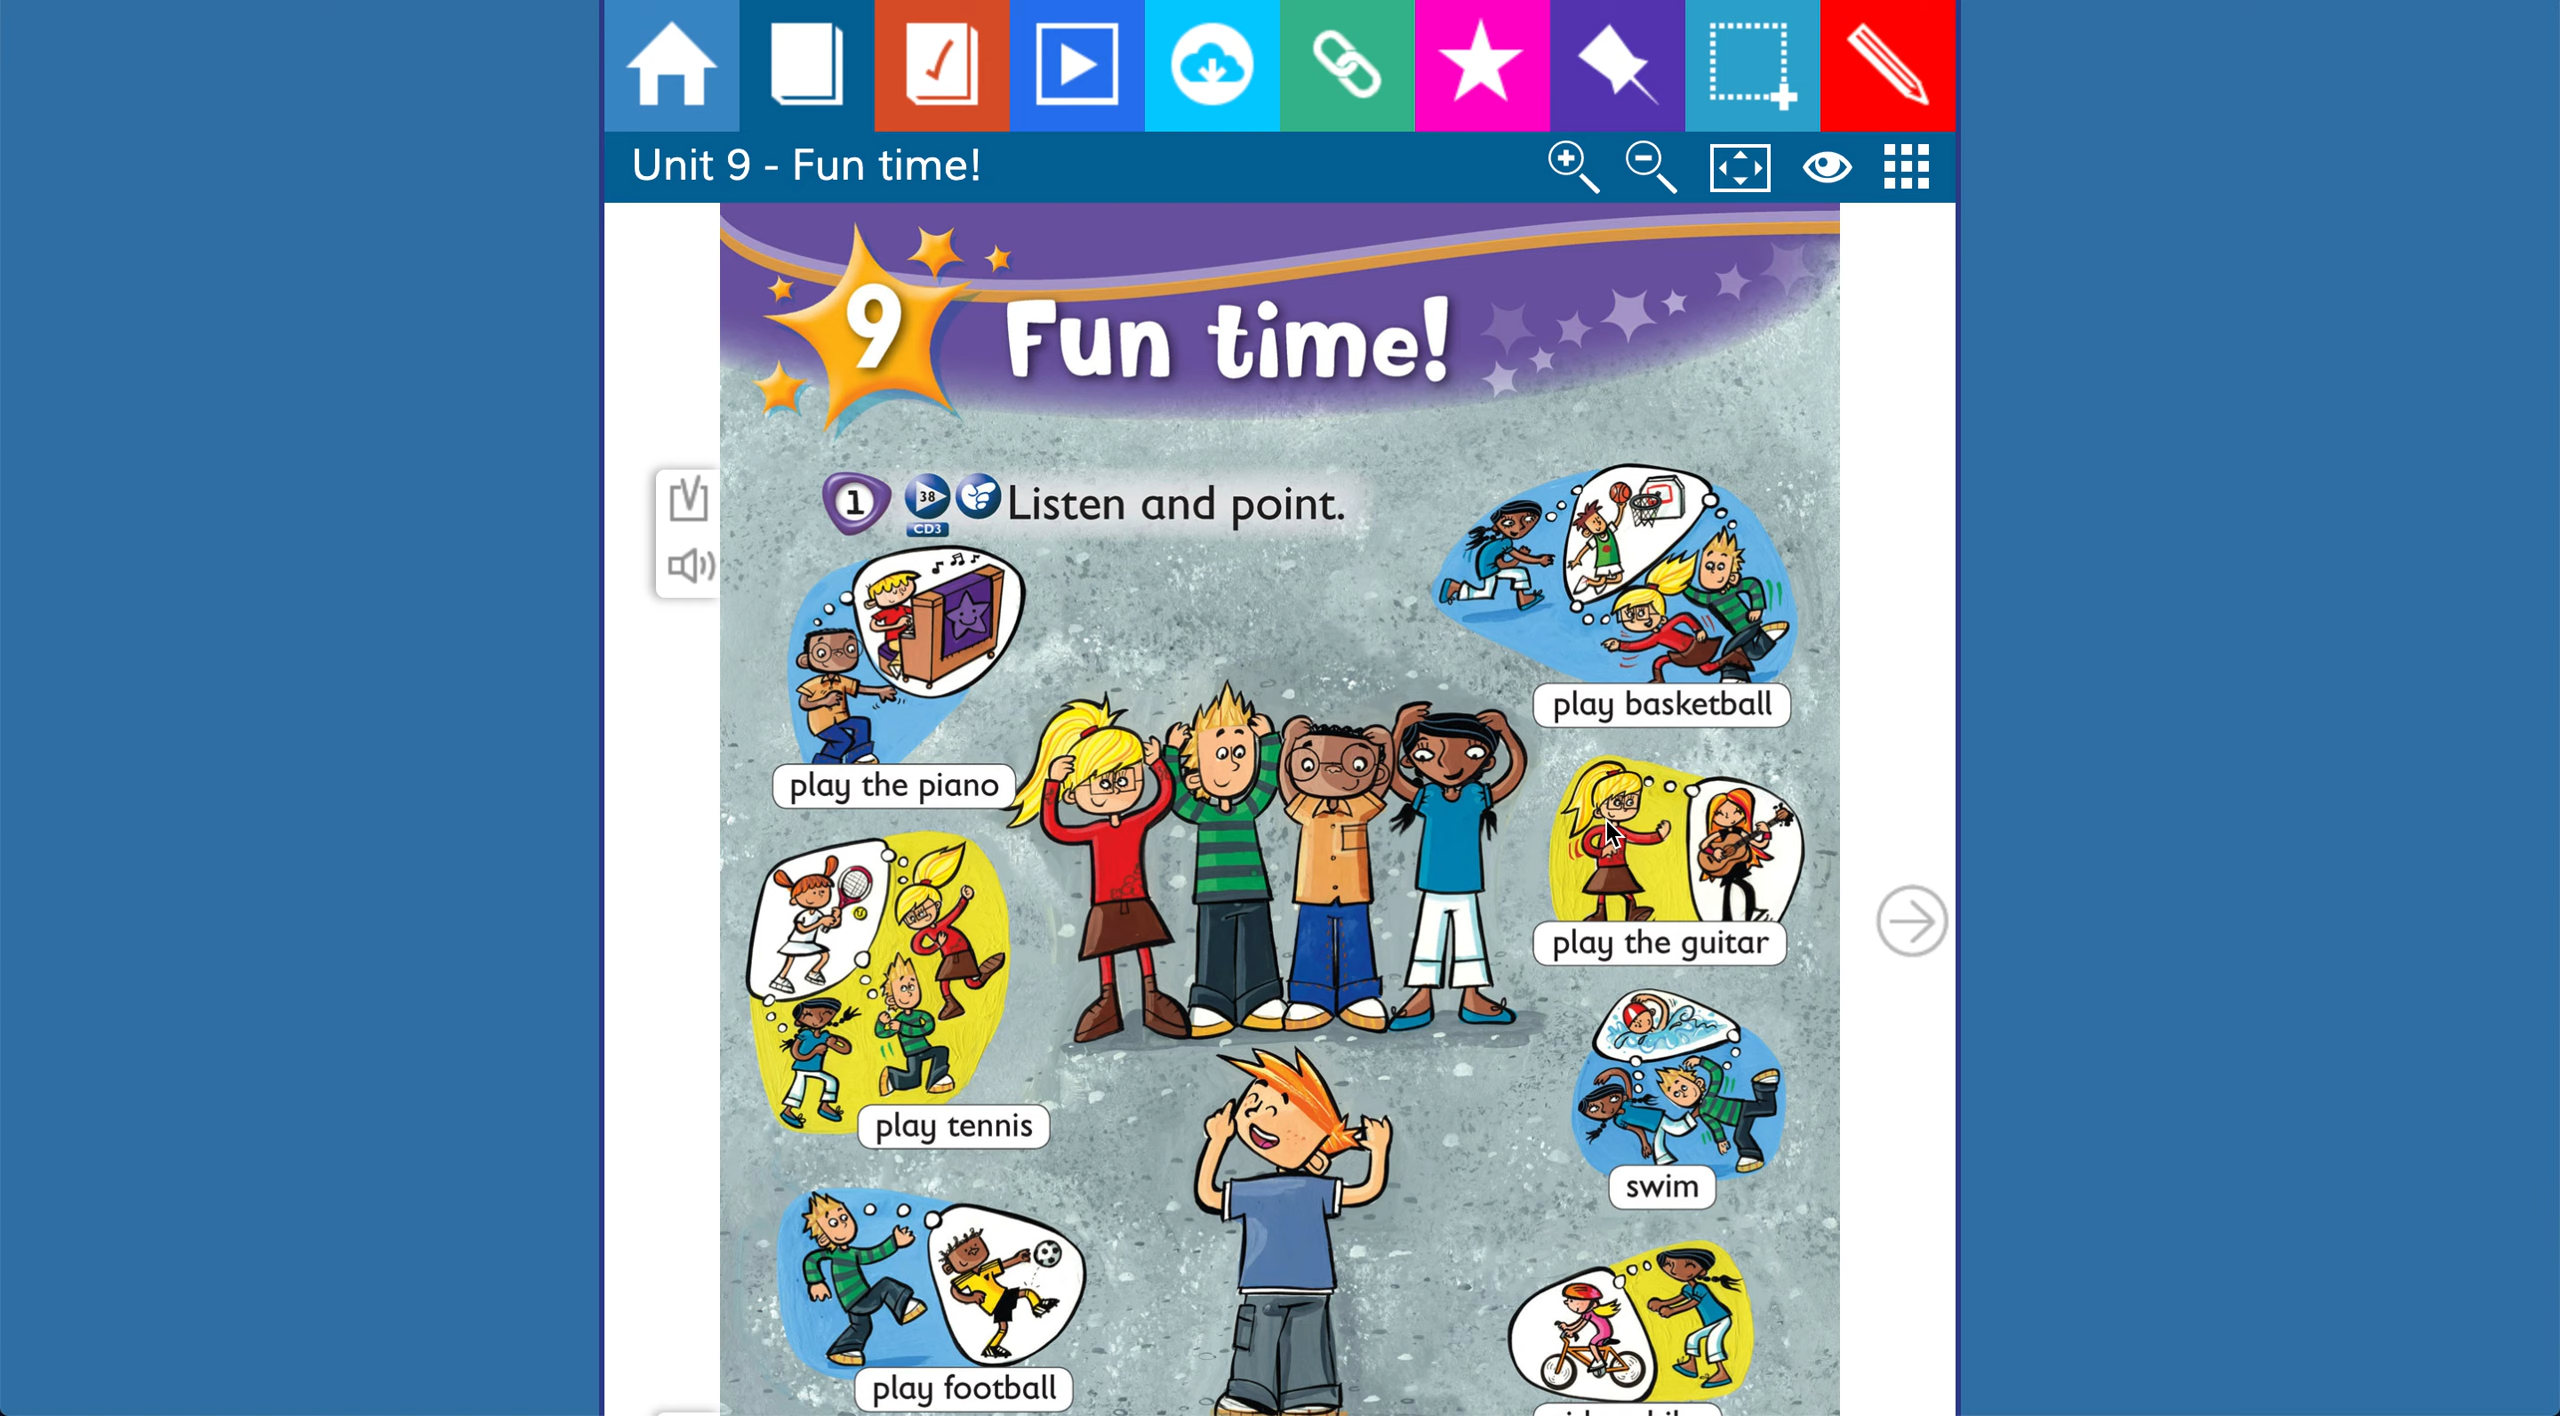 Unit 9 - Fun time!
9 Fun time!
1 38 CD3 Listen and point.
play basketball
play the piano
play the guitar
play tennis
swim
play football